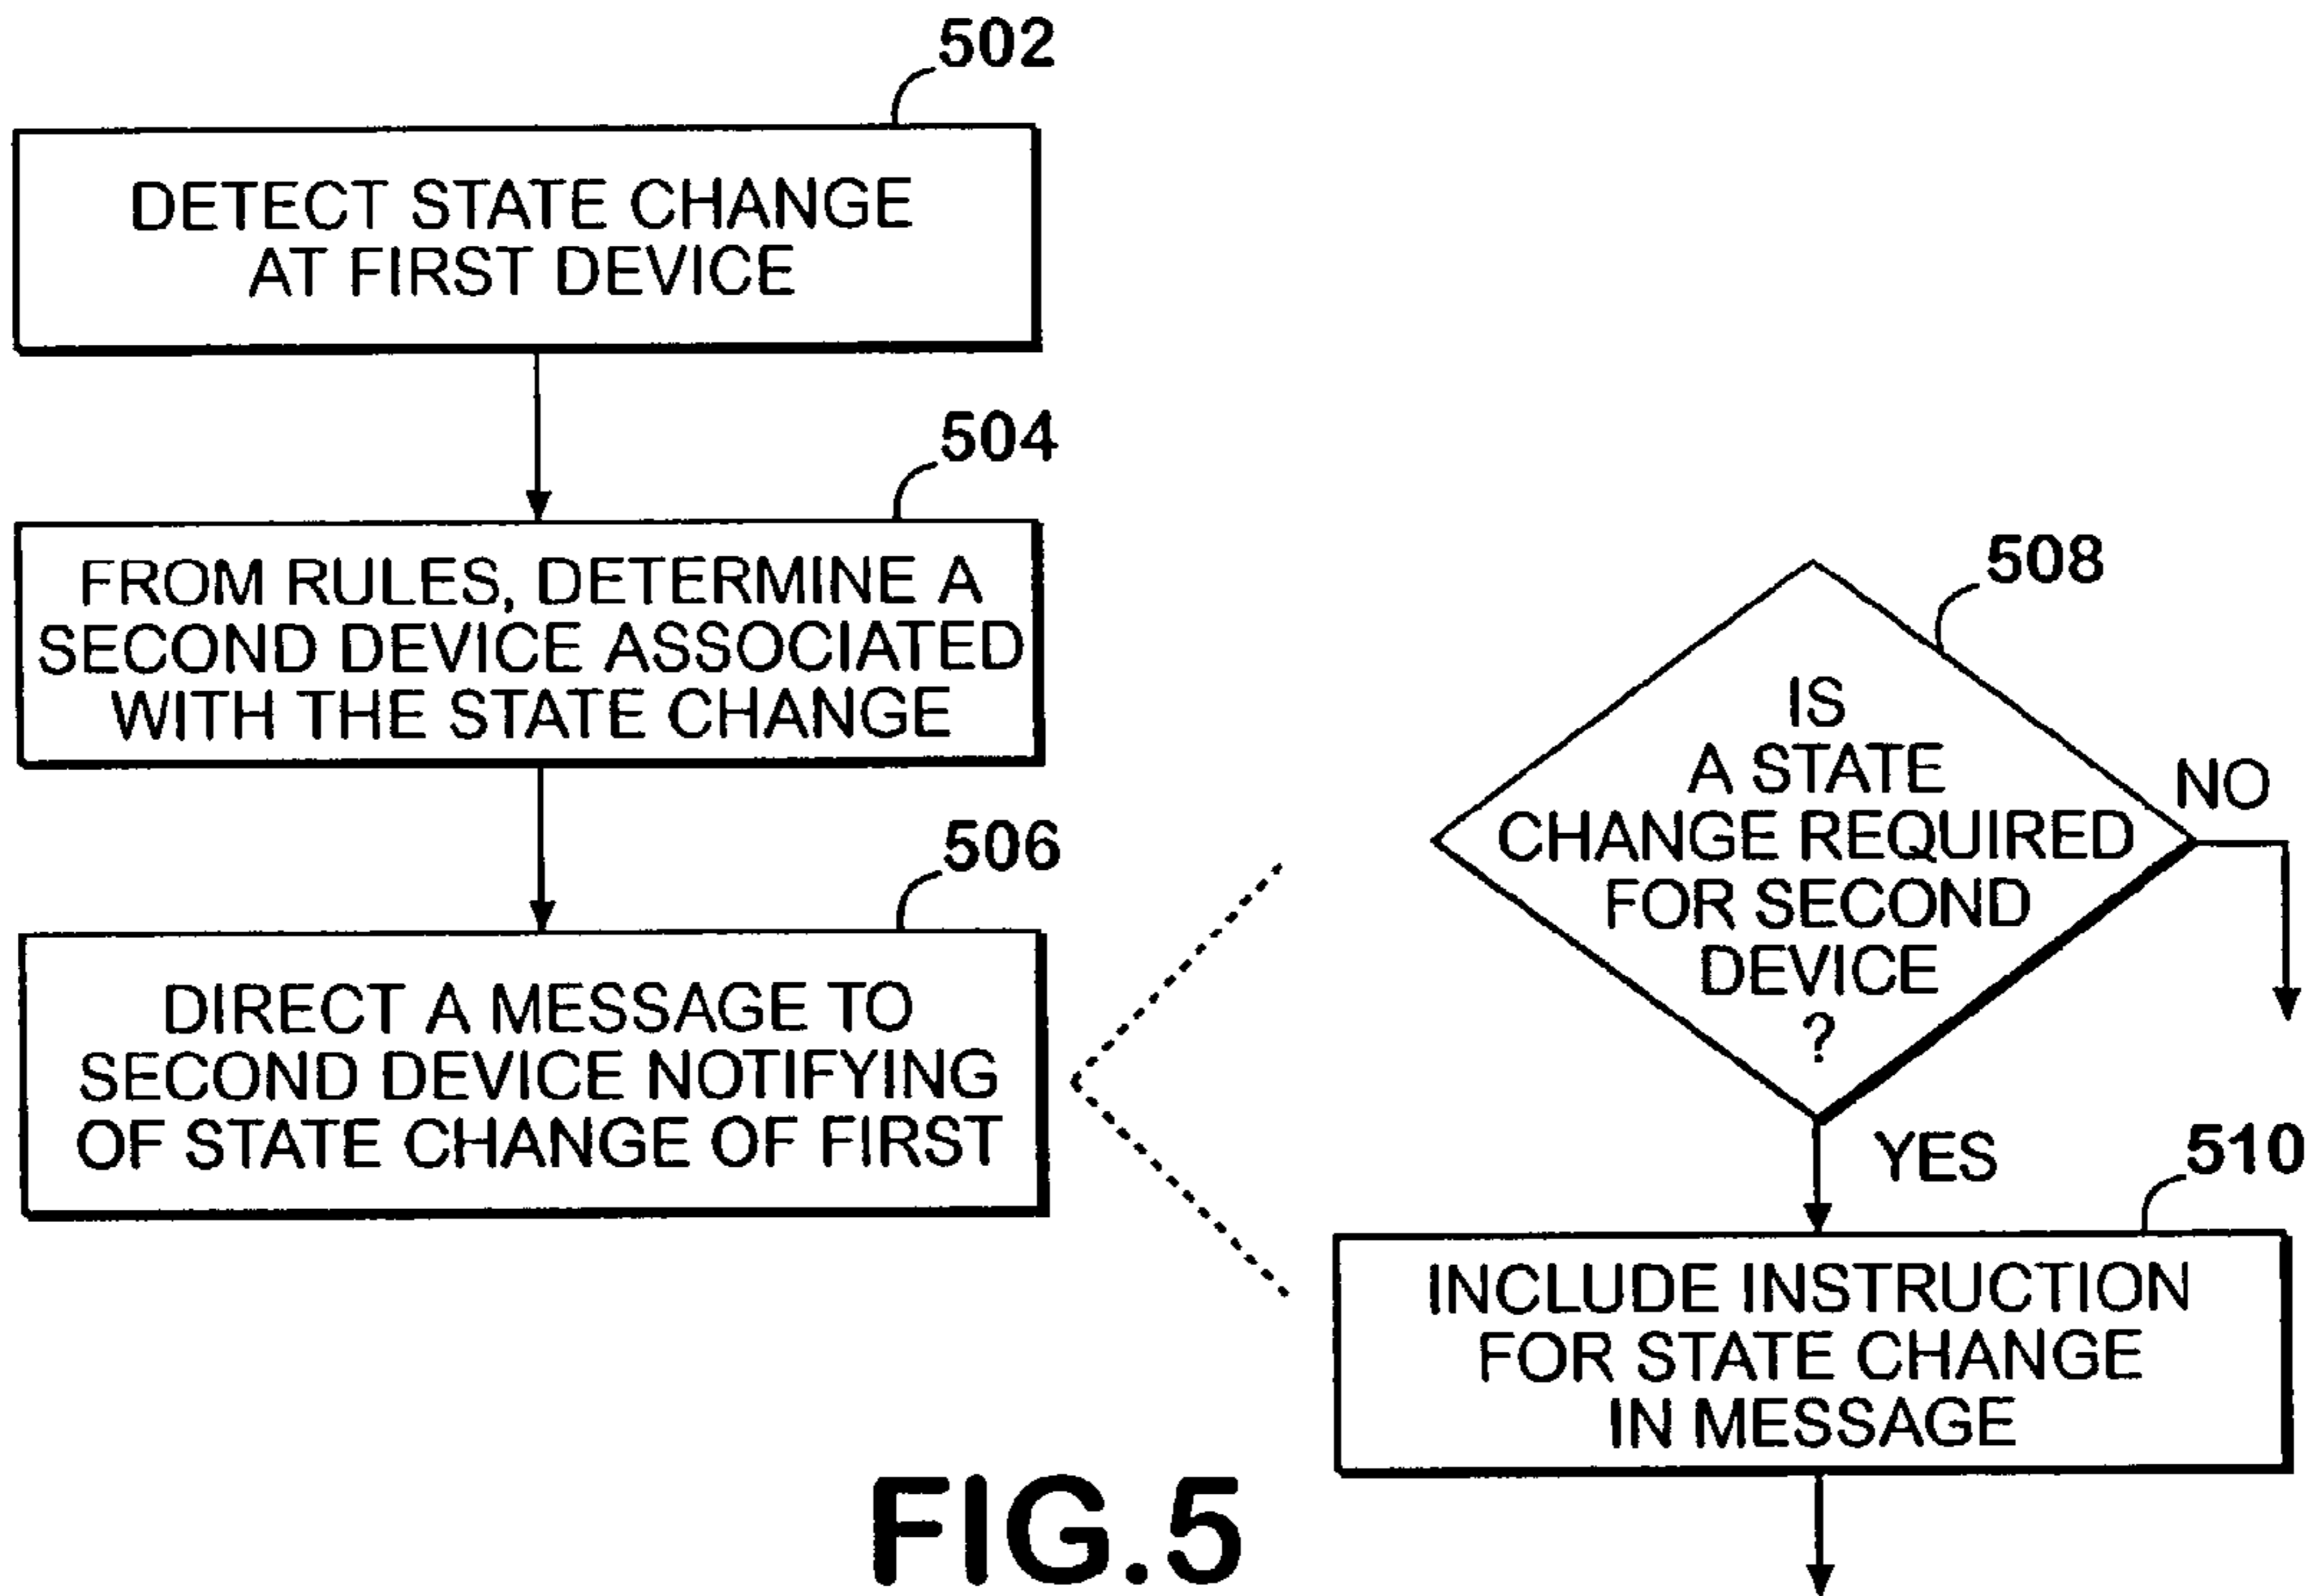 502
DETECT STATE CHANGE
AT FIRST DEVICE
504
FROM RULES, DETERMINE A
SECOND DEVICE ASSOCIATED
WITH THE STATE CHANGE
506
DIRECT A MESSAGE TO
SECOND DEVICE NOTIFYING
OF STATE CHANGE OF FIRST
508
IS
A STATE
CHANGE REQUIRED
FOR SECOND
DEVICE
?
NO
YES
510
INCLUDE INSTRUCTION
FOR STATE CHANGE
IN MESSAGE
FIG.5